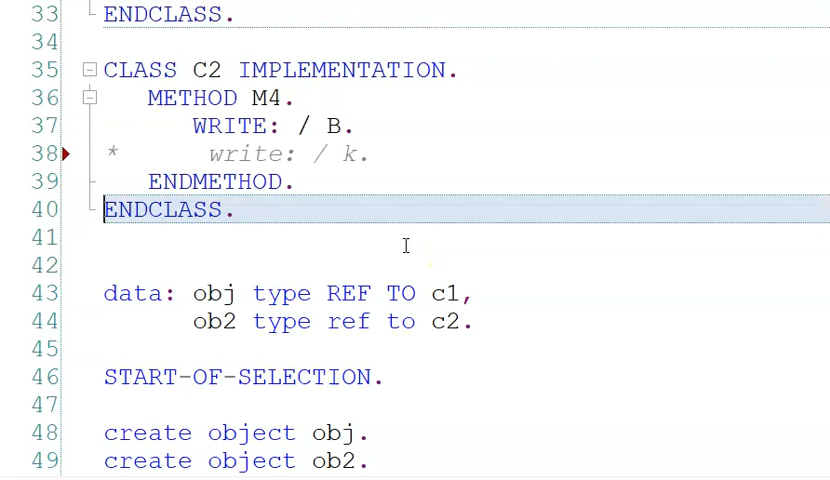 33 ENDCLASS.
34
35 CLASS C2 IMPLEMENTATION.
36 METHOD M4.
37 WRITE: / B.
38 * write: / k.
39 ENDMETHOD.
40 ENDCLASS.
41
42
43 data: obj type REF TO c1,
44 ob2 type ref to c2.
45
46 START-OF-SELECTION.
47
48 create object obj.
49 create object ob2.